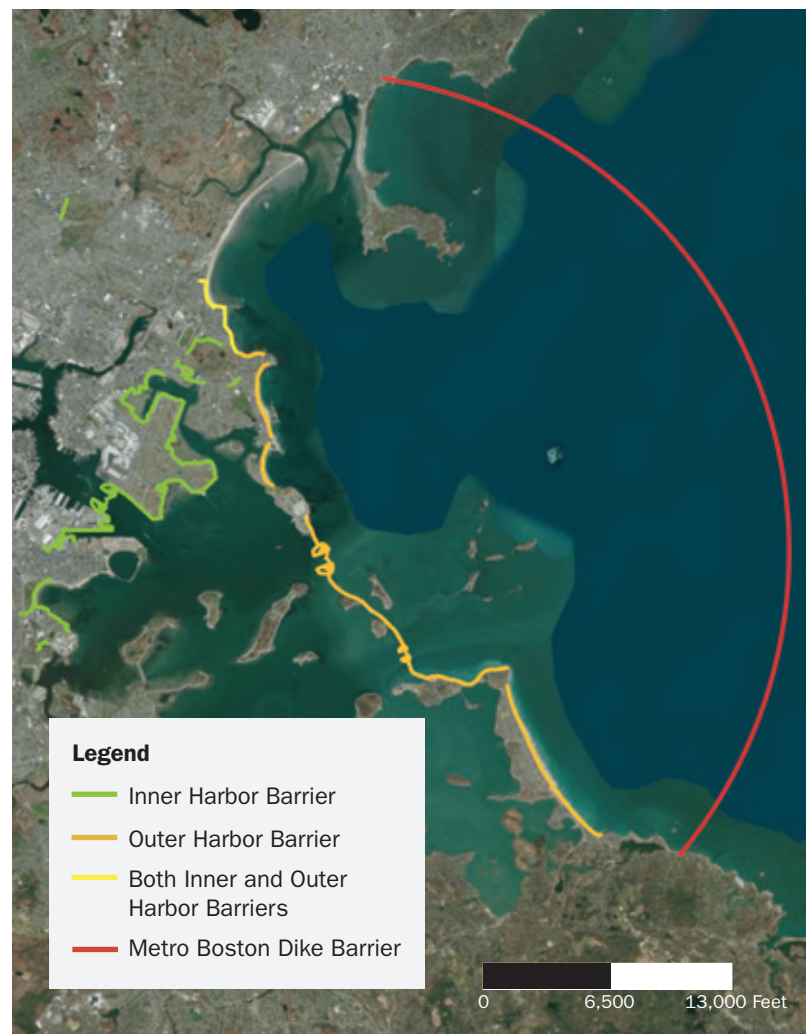 Legend
Inner Harbor Barrier
Outer Harbor Barrier
Both Inner and Outer
Harbor Barriers
Metro Boston Dike Barrier
0 6,500 13,000 Feet